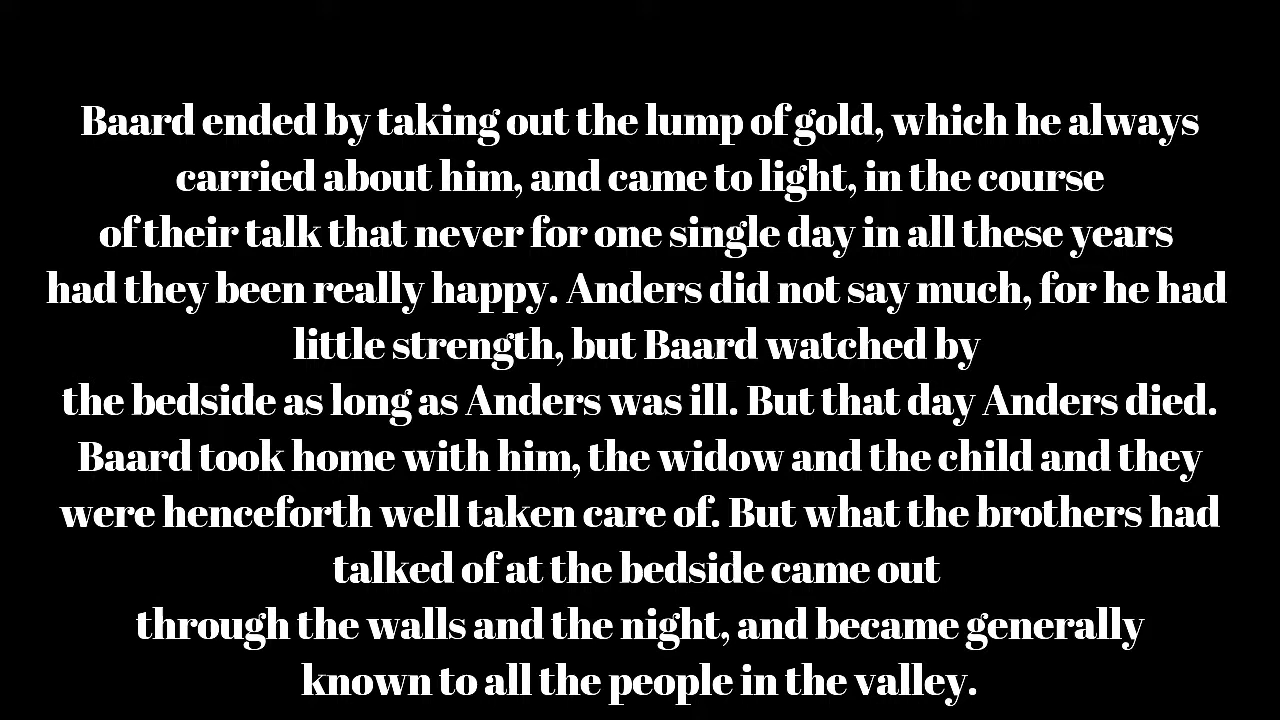 Baard ended by taking out the lump of gold, which he always
carried about him, and came to light, in the course
of their talk that never for one single day in all these years
had they been really happy. Anders did not say much, for he had
little strength, but Baard watched by
the bedside as long as Anders was ill. But that day Anders died.
Baard took home with him, the widow and the child and they
were henceforth well taken care of. But what the brothers had
talked of at the bedside came out
through the walls and the night, and became generally
known to all the people in the valley.